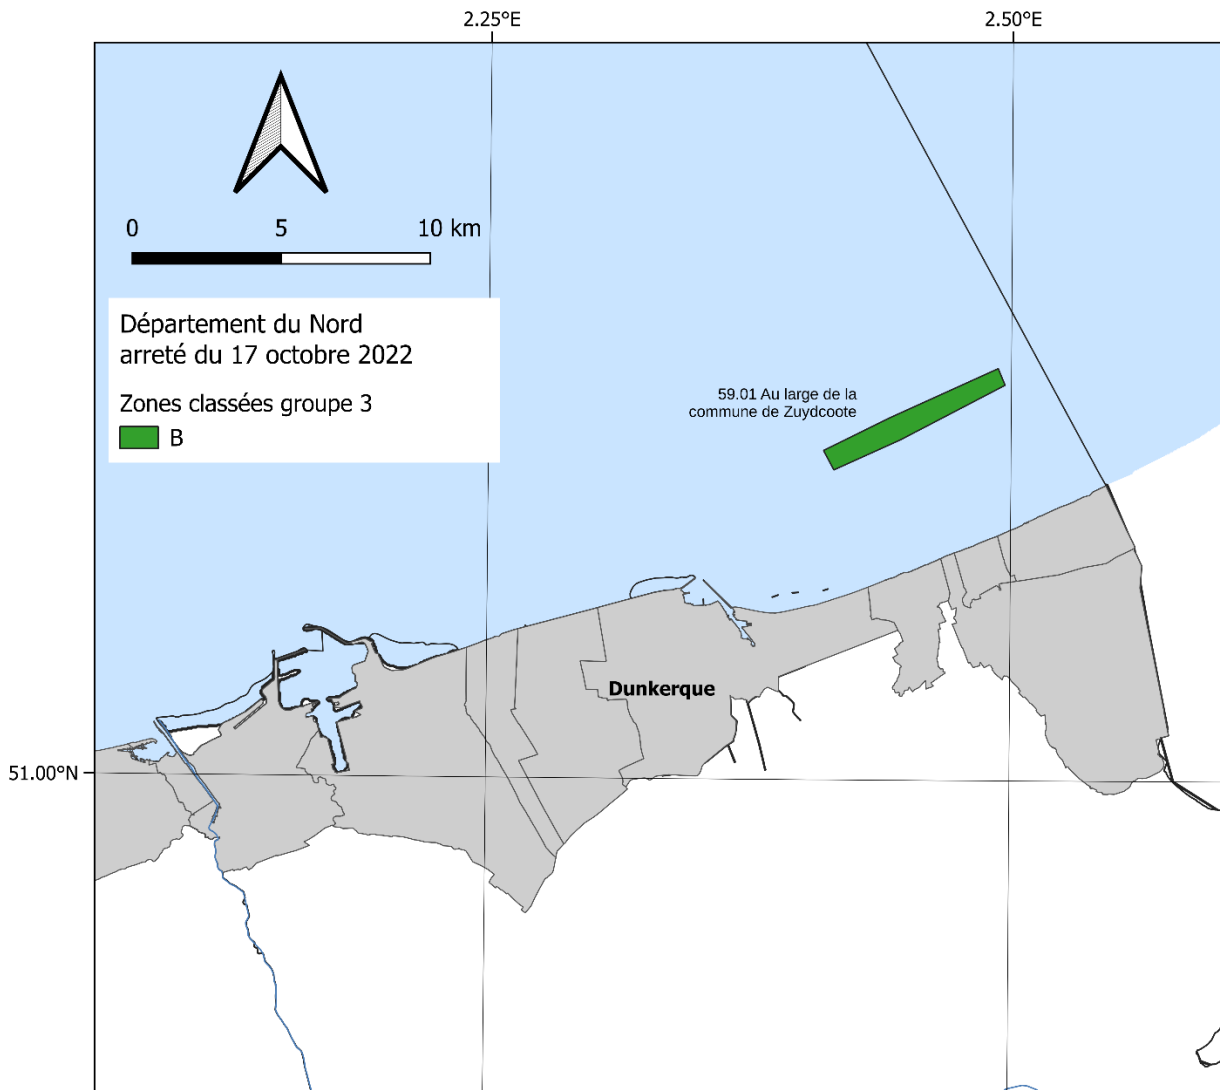 2.25°E
2.50°E
0
5
10 km
Département du Nord
arreté du 17 octobre 2022
Zones classées groupe 3
B
59.01 Au large de la
commune de Zuydcoote
Dunkerque
51.00°N